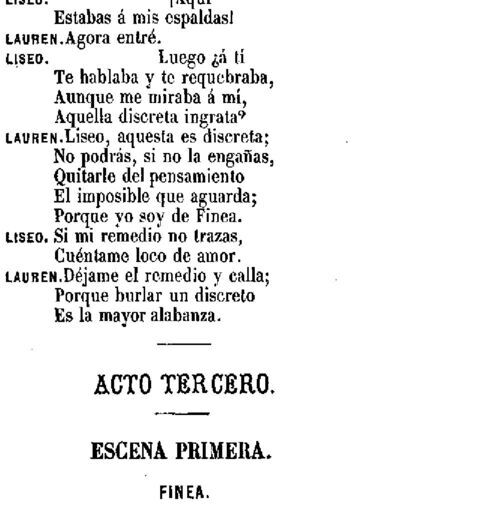 LISEO. ¡Aquí
Estabas á mis espaldas!
LAUREN. Agora entré.
LISEO. Luego ¿á tí
Te hablaba y te requebraba,
Aunque me miraba á mí,
Aquella discreta ingrata?
LAUREN. Liseo, aquesta es discreta;
No podrás, si no la engañas,
Quitarle del pensamiento
El imposible que aguarda;
Porque yo soy de Finea.
LISEO. Si mi remedio no trazas,
Cuéntame loco de amor.
LAUREN. Déjame el remedio y calla;
Porque burlar un discreto
Es la mayor alabanza.
ACTO TERCERO.
ESCENA PRIMERA.
FINEA.